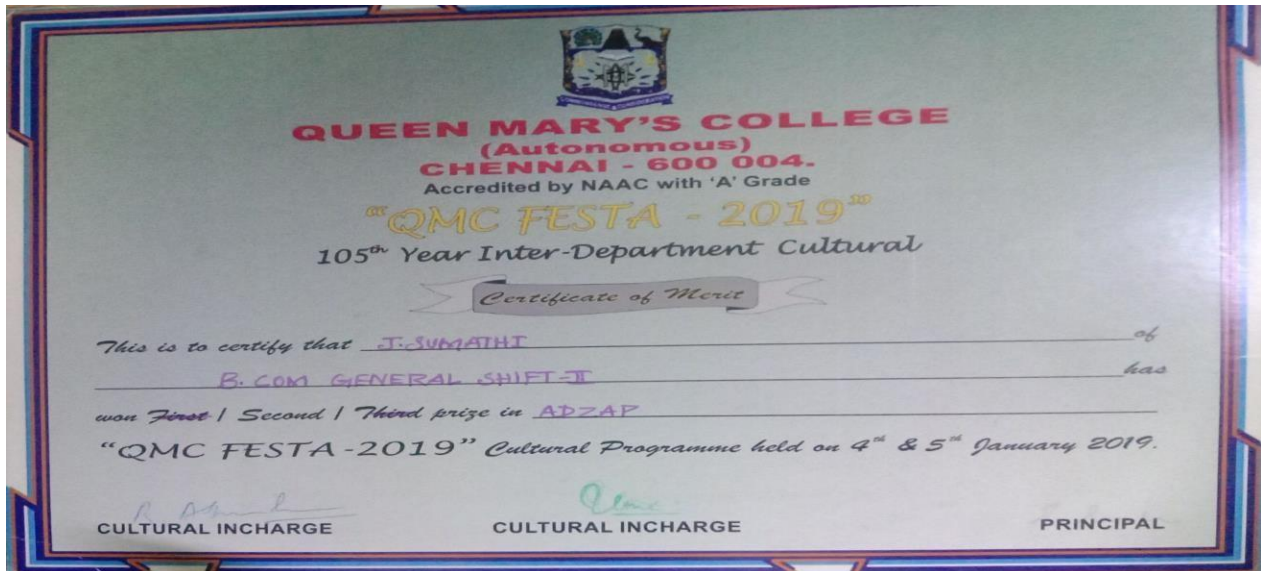 QUEEN MARY'S COLLEGE
(Autonomous)
CHENNAI - 600 004.
Accredited by NAAC with 'A' Grade
"QMC FESTA - 2019"
105th Year Inter-Department Cultural
Certificate of Merit
This is to certify that J. SUMATHI of
B. COM GENERAL SHIFT-II has
won First / Second / Third prize in ADZAP
"QMC FESTA-2019" Cultural Programme held on 4th & 5th January 2019.
CULTURAL INCHARGE CULTURAL INCHARGE PRINCIPAL